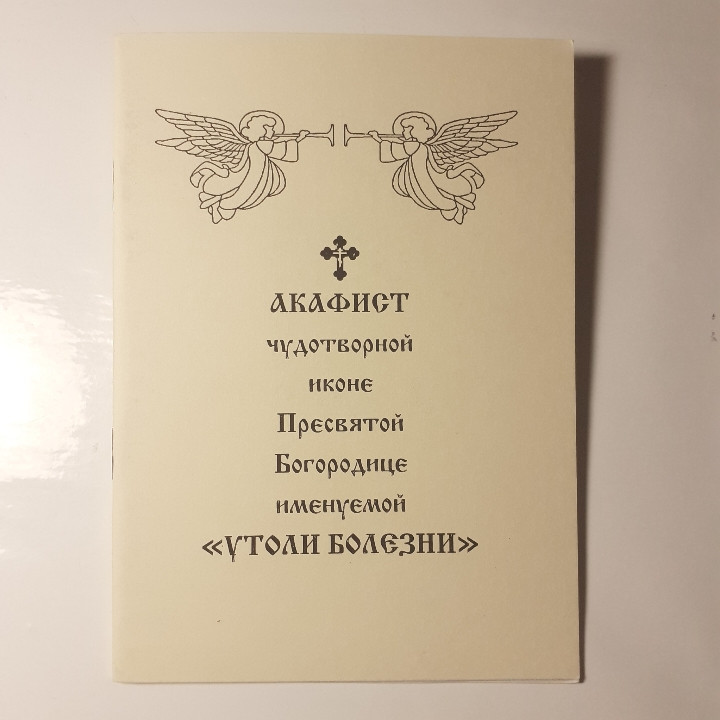 АКАФИСТ
чудотворной
иконе
Пресвятой
Богородице
именуемой
«УТОЛИ БОЛЕЗНИ»